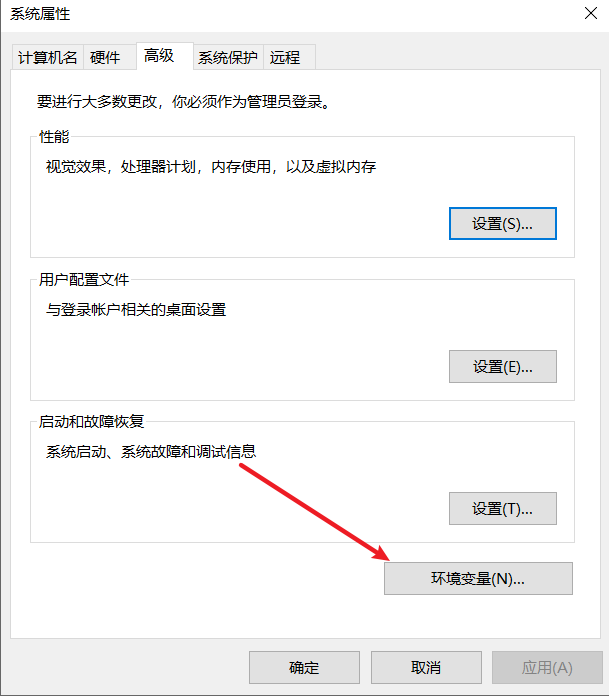 系统属性
计算机名
硬件
高级
系统保护
远程
要进行大多数更改，你必须作为管理员登录。
性能
视觉效果，处理器计划，内存使用，以及虚拟内存
设置(S)...
用户配置文件
与登录帐户相关的桌面设置
设置(E)...
启动和故障恢复
系统启动、系统故障和调试信息
设置(T)...
环境变量(N)...
确定
取消
应用(A)